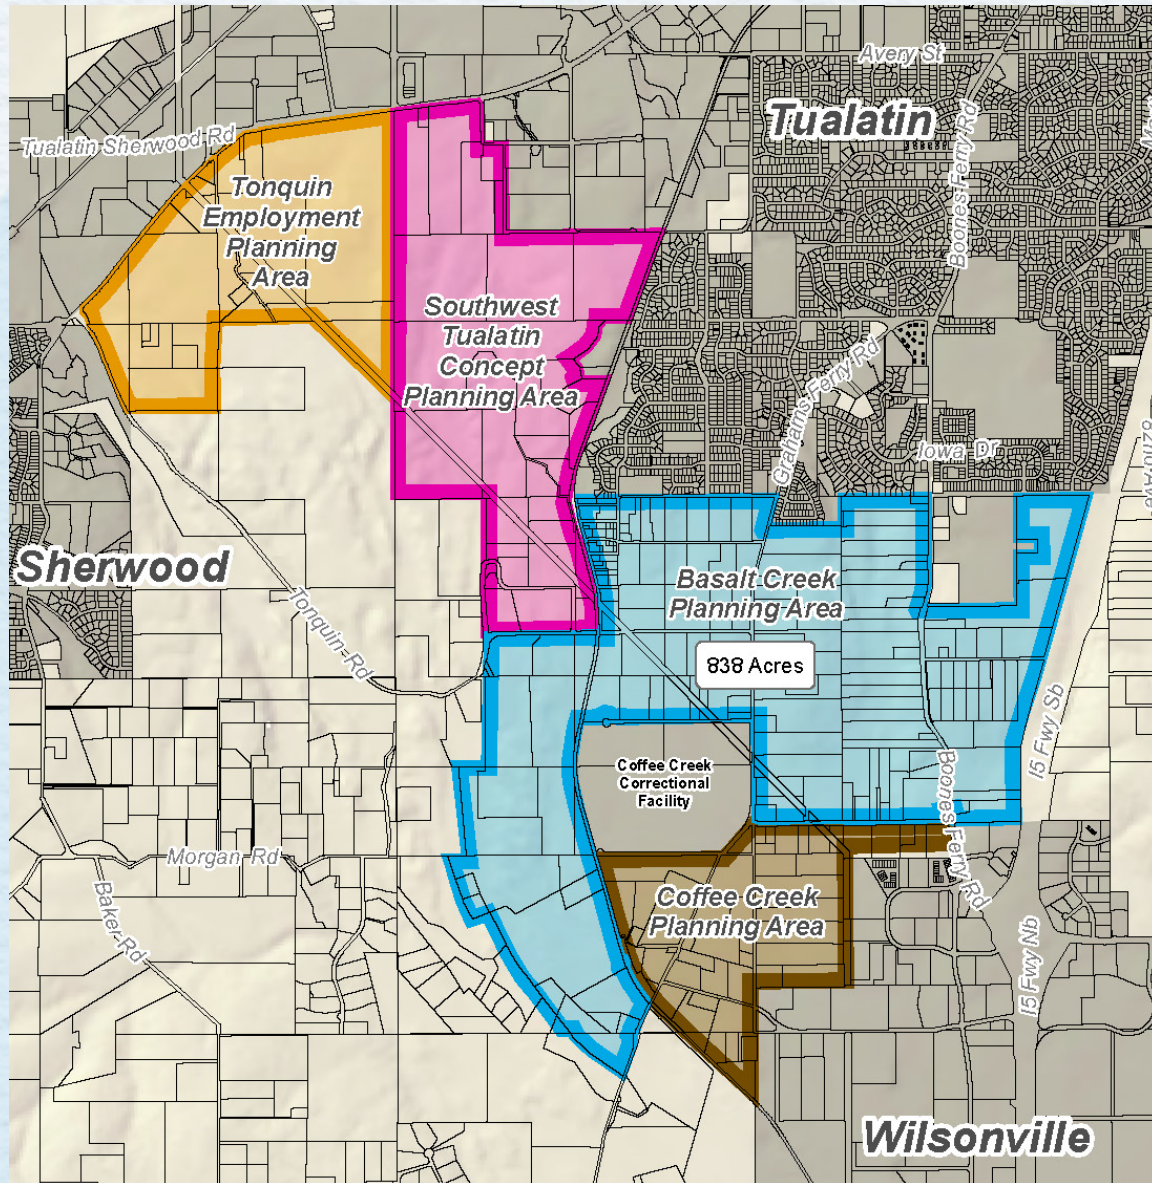 Avery St
Tualatin
Tualatin Sherwood Rd
Boones Ferry Rd
Tonquin
Employment
Planning
Area
Southwest
Tualatin
Concept
Planning Area
Grahams Ferry Rd
Iowa Dr
Sherwood
Basalt Creek
Planning Area
838 Acres
Tonquin Rd
I5 Fwy Sb
Coffee Creek
Correctional
Facility
Boones Ferry Rd
Morgan Rd
Baker Rd
Coffee Creek
Planning Area
I5 Fwy Nb
Wilsonville